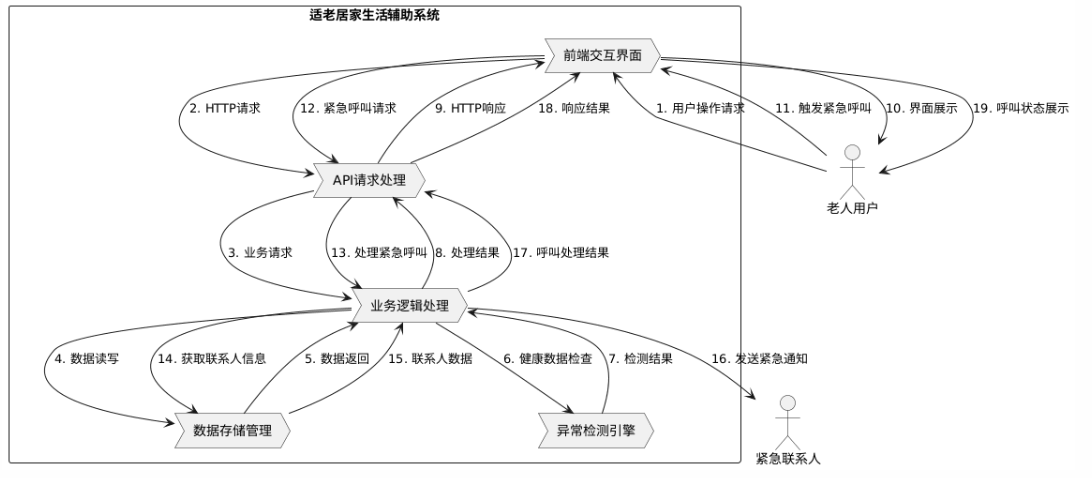 适老居家生活辅助系统
前端交互界面
2. HTTP请求
12. 紧急呼叫请求
9. HTTP响应
18. 响应结果
1. 用户操作请求
11. 触发紧急呼叫
10. 界面展示
19. 呼叫状态展示
API请求处理
老人用户
3. 业务请求
13. 处理紧急呼叫
8. 处理结果
17. 呼叫处理结果
业务逻辑处理
4. 数据读写
14. 获取联系人信息
5. 数据返回
15. 联系人数据
6. 健康数据检查
7. 检测结果
16. 发送紧急通知
数据存储管理
异常检测引擎
紧急联系人